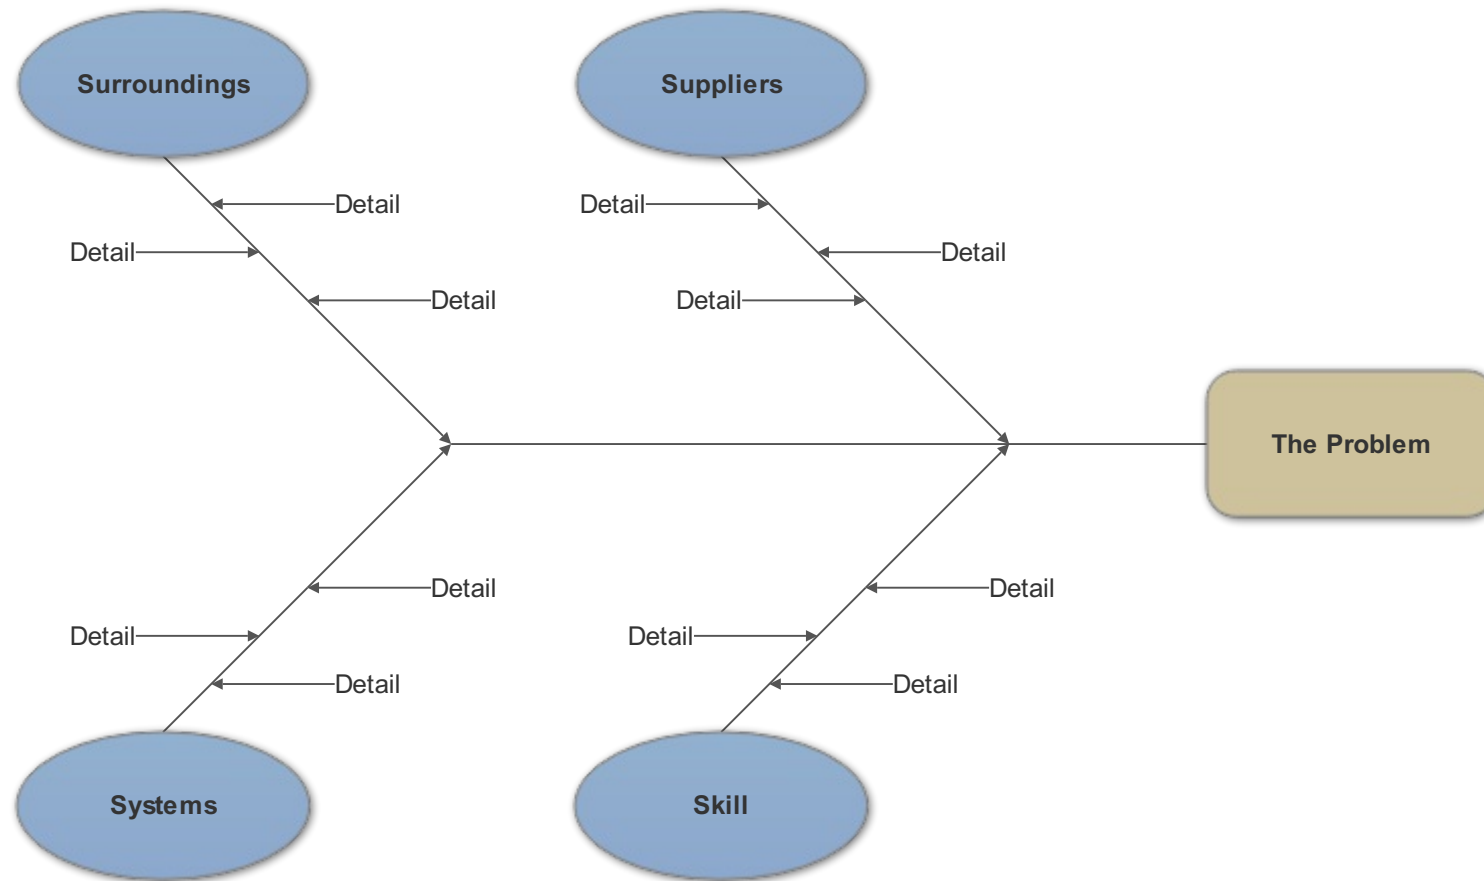 Surroundings
Suppliers
Detail
Detail
Detail
Detail
Detail
Detail
The Problem
Detail
Detail
Detail
Detail
Detail
Detail
Systems
Skill